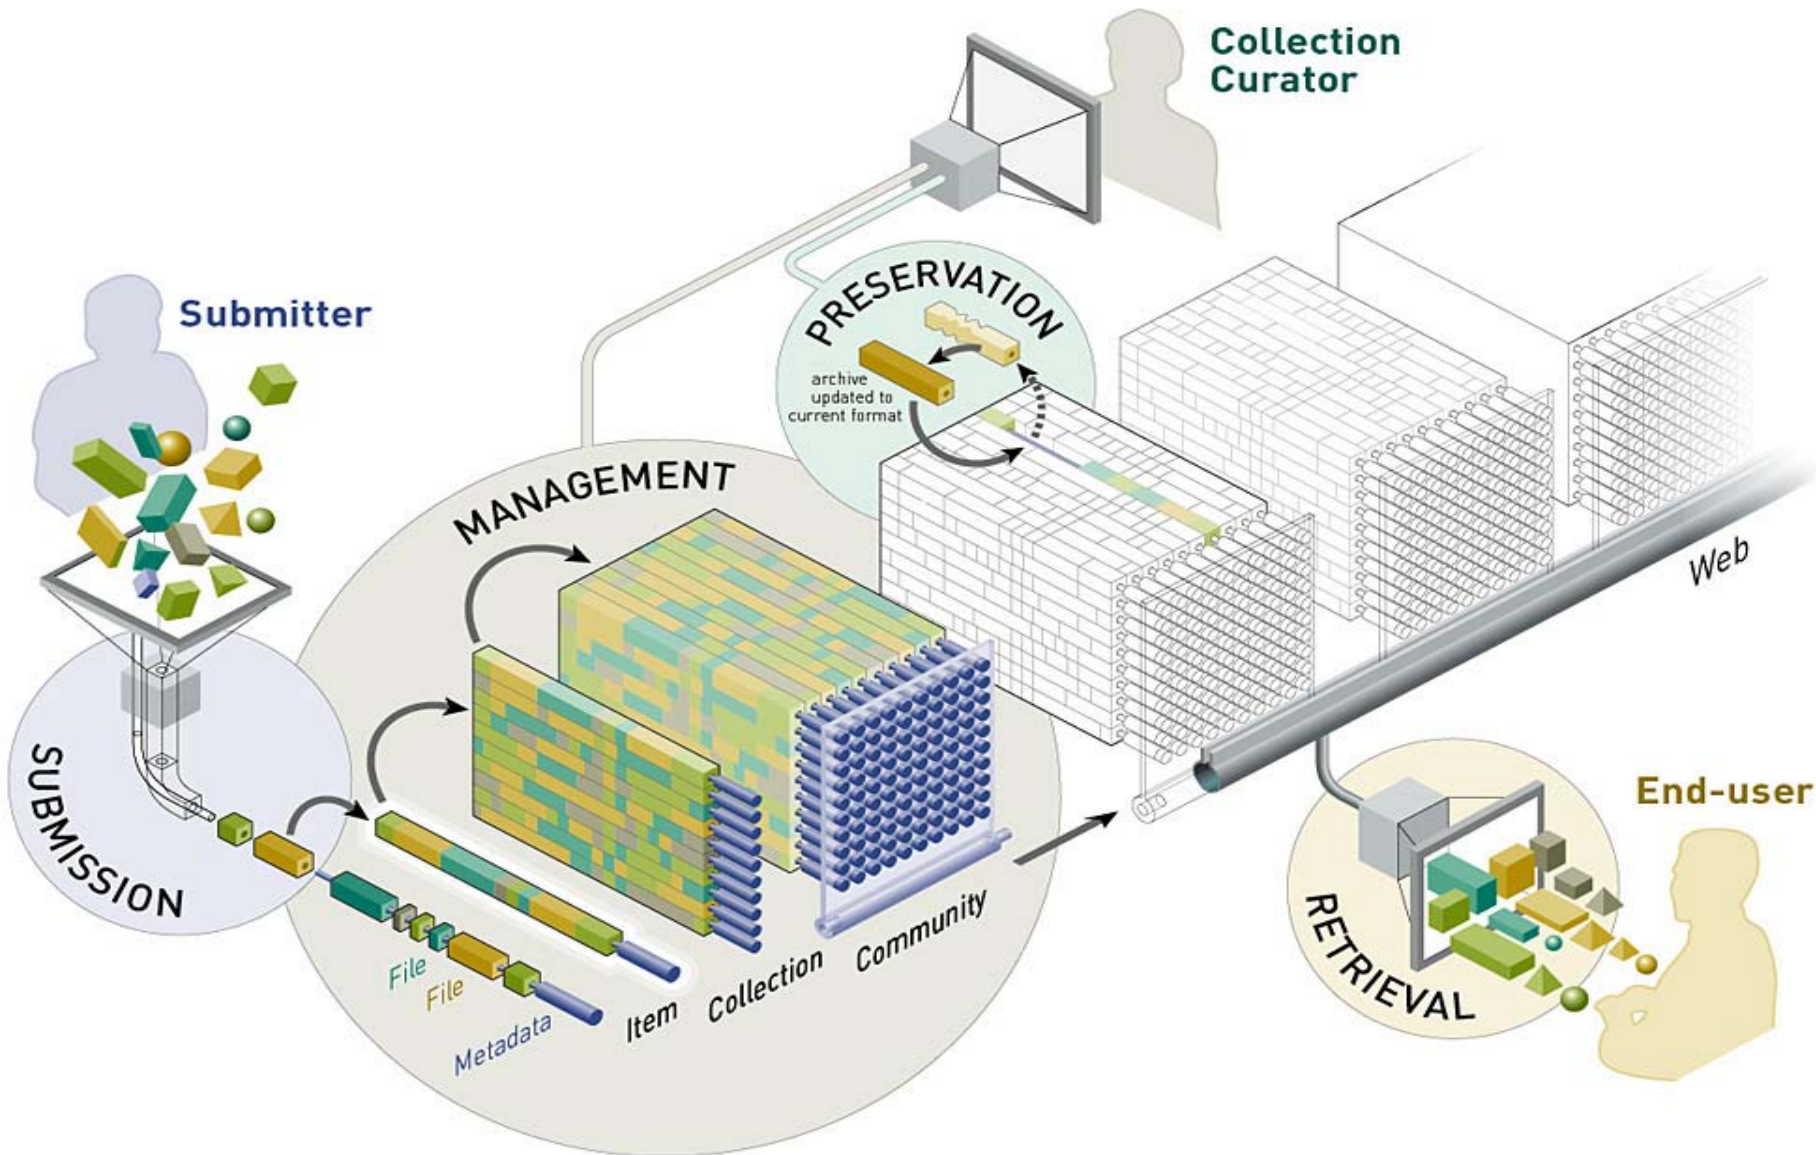 Collection
Curator
Submitter
PRESERVATION
archive
updated to
current format
MANAGEMENT
Web
SUBMISSION
End-user
RETRIEVAL
File
File
Metadata
Item
Collection
Community